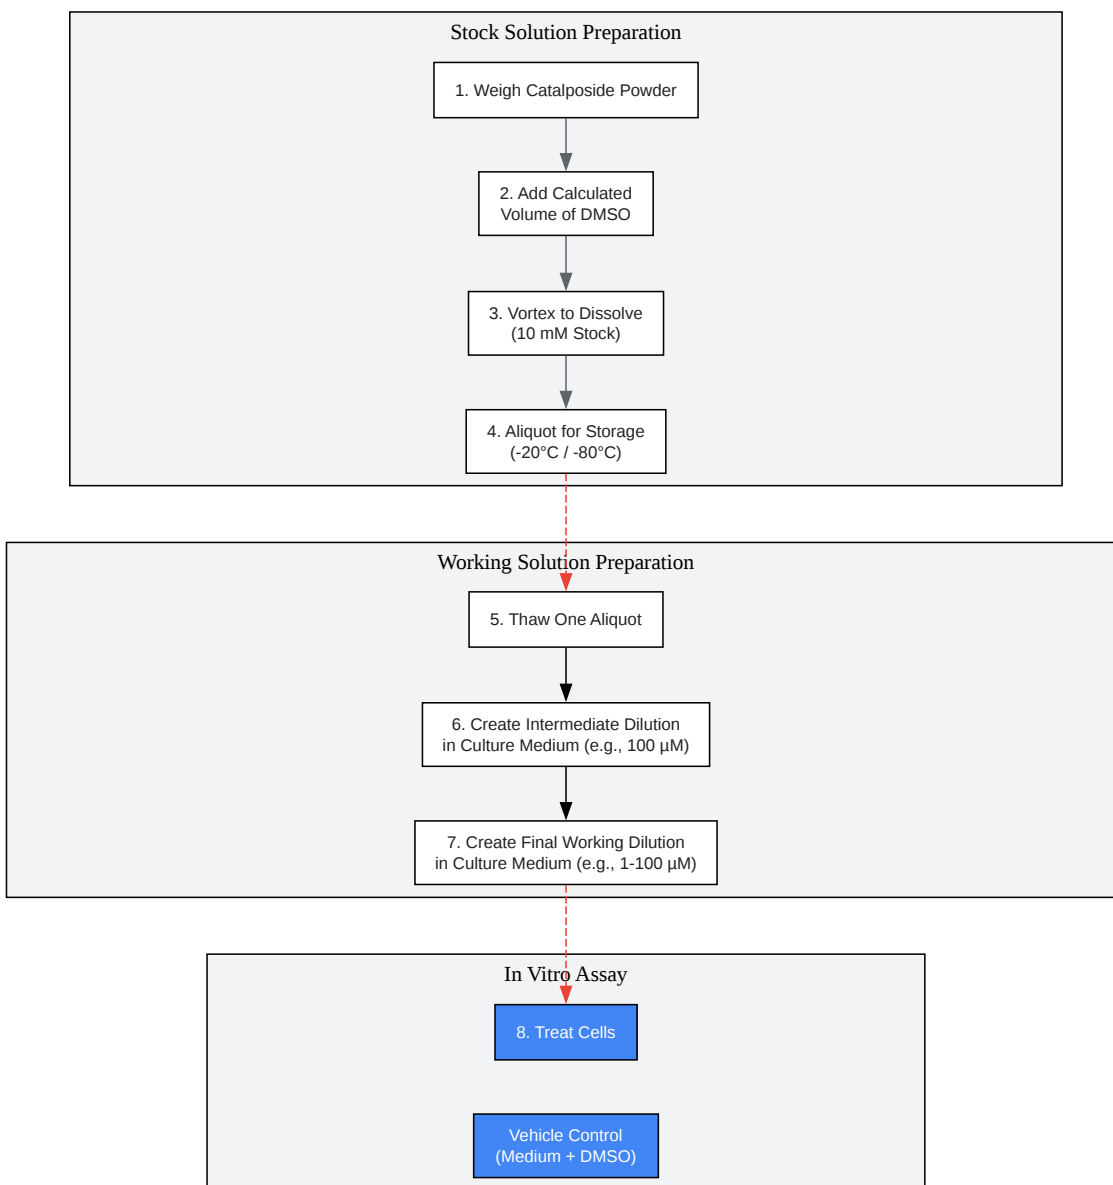 Stock Solution Preparation
1. Weigh Catalposide Powder
2. Add Calculated
Volume of DMSO
3. Vortex to Dissolve
(10 mM Stock)
4. Aliquot for Storage
(-20°C / -80°C)
Working Solution Preparation
5. Thaw One Aliquot
6. Create Intermediate Dilution
in Culture Medium (e.g., 100 µM)
7. Create Final Working Dilution
in Culture Medium (e.g., 1-100 µM)
In Vitro Assay
8. Treat Cells
Vehicle Control
(Medium + DMSO)